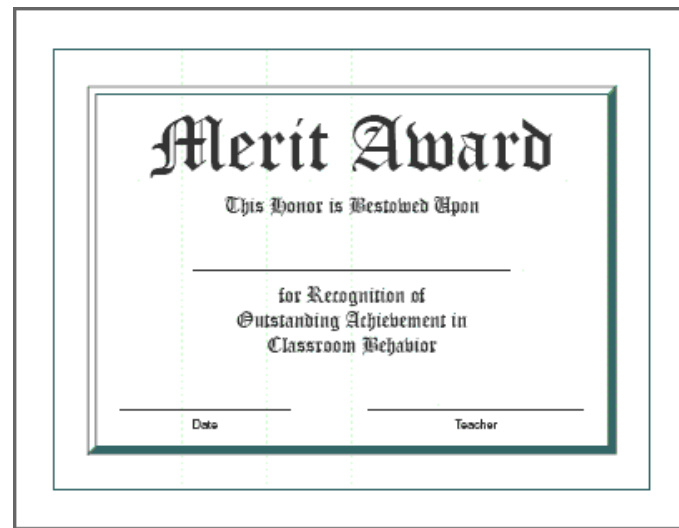 Merit Award
This Honor is Bestowed Upon
for Recognition of
Outstanding Achievement in
Classroom Behavior
Date Teacher